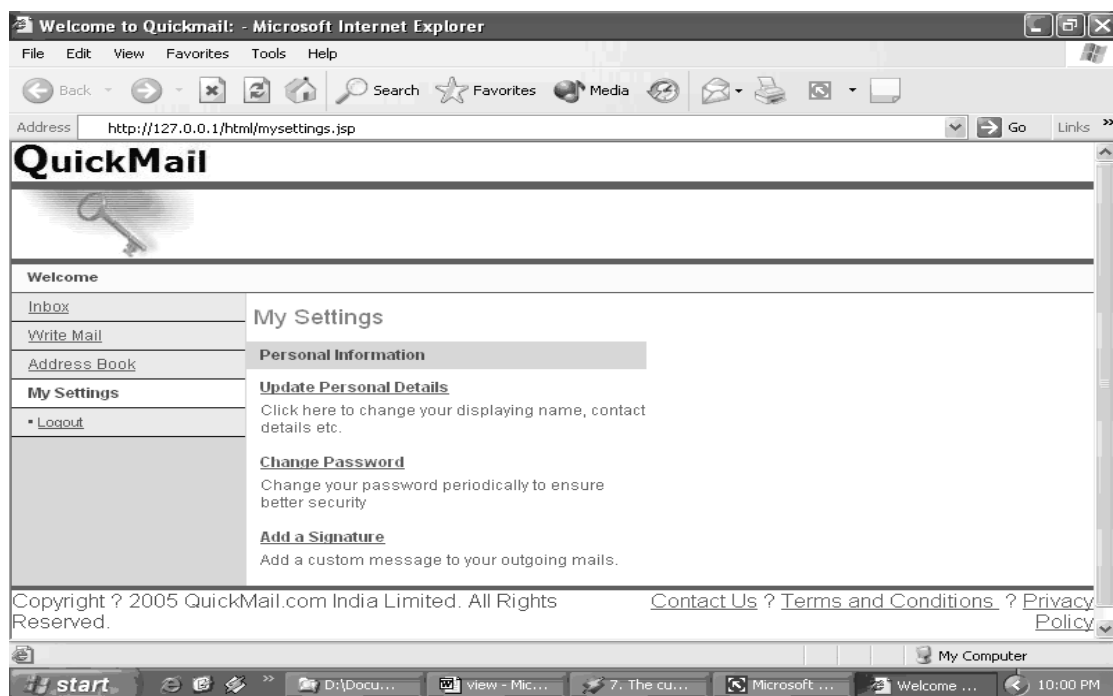 Welcome to Quickmail: - Microsoft Internet Explorer
File Edit View Favorites Tools Help
Back Search Favorites Media
Address http://127.0.0.1/html/mysettings.jsp Go Links »
QuickMail
Welcome
Inbox
Write Mail
Address Book
My Settings
▪ Logout
My Settings
Personal Information
Update Personal Details
Click here to change your displaying name, contact
details etc.
Change Password
Change your password periodically to ensure
better security
Add a Signature
Add a custom message to your outgoing mails.
Copyright ? 2005 QuickMail.com India Limited. All Rights
Reserved.
Contact Us ? Terms and Conditions ? Privacy
Policy
My Computer
start » D:\Docu... view - Mic... 7. The cu... Microsoft ... Welcome ... 10:00 PM